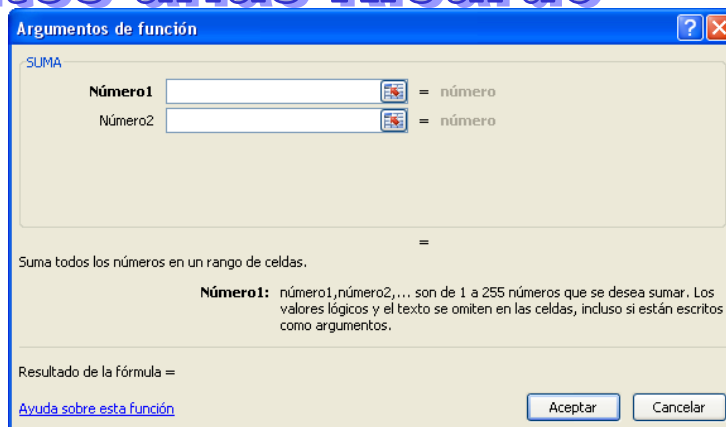 Argumentos de función
SUMA
Número1 = número
Número2 = número
=
Suma todos los números en un rango de celdas.
Número1: número1,número2,... son de 1 a 255 números que se desea sumar. Los
valores lógicos y el texto se omiten en las celdas, incluso si están escritos
como argumentos.
Resultado de la fórmula =
Ayuda sobre esta función
Aceptar
Cancelar